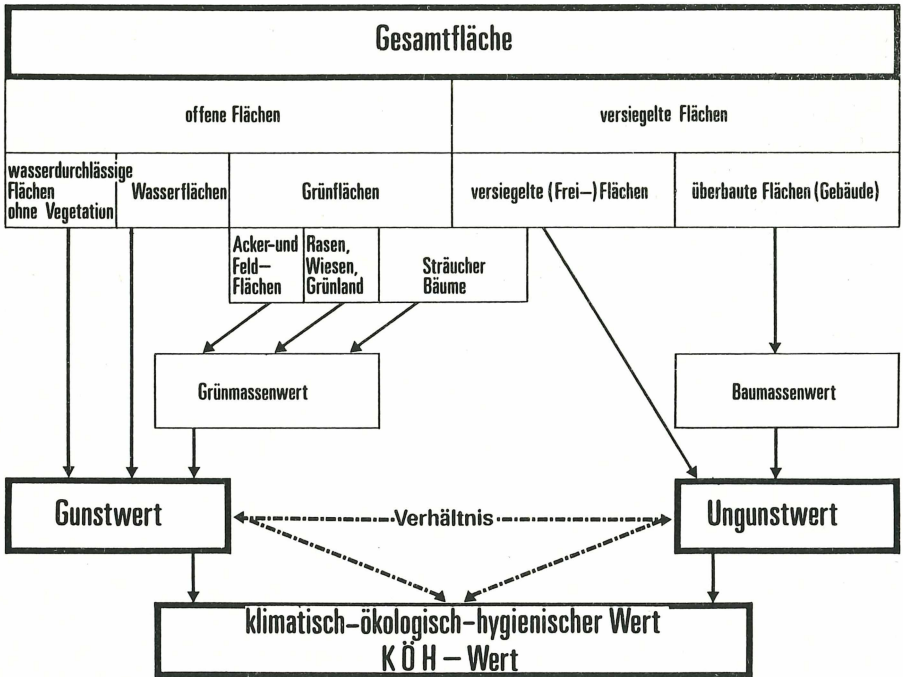 Gesamtfläche
offene Flächen
versiegelte Flächen
wasserdurchlässige
Flächen
ohne Vegetation
Wasserflächen
Grünflächen
versiegelte (Frei–) Flächen
überbaute Flächen (Gebäude)
Acker-und
Feld–
Flächen
Rasen,
Wiesen,
Grünland
Sträucher
Bäume
Grünmassenwert
Baumassenwert
Gunstwert
Verhältnis
Ungunstwert
klimatisch–ökologisch–hygienischer Wert
KÖH – Wert